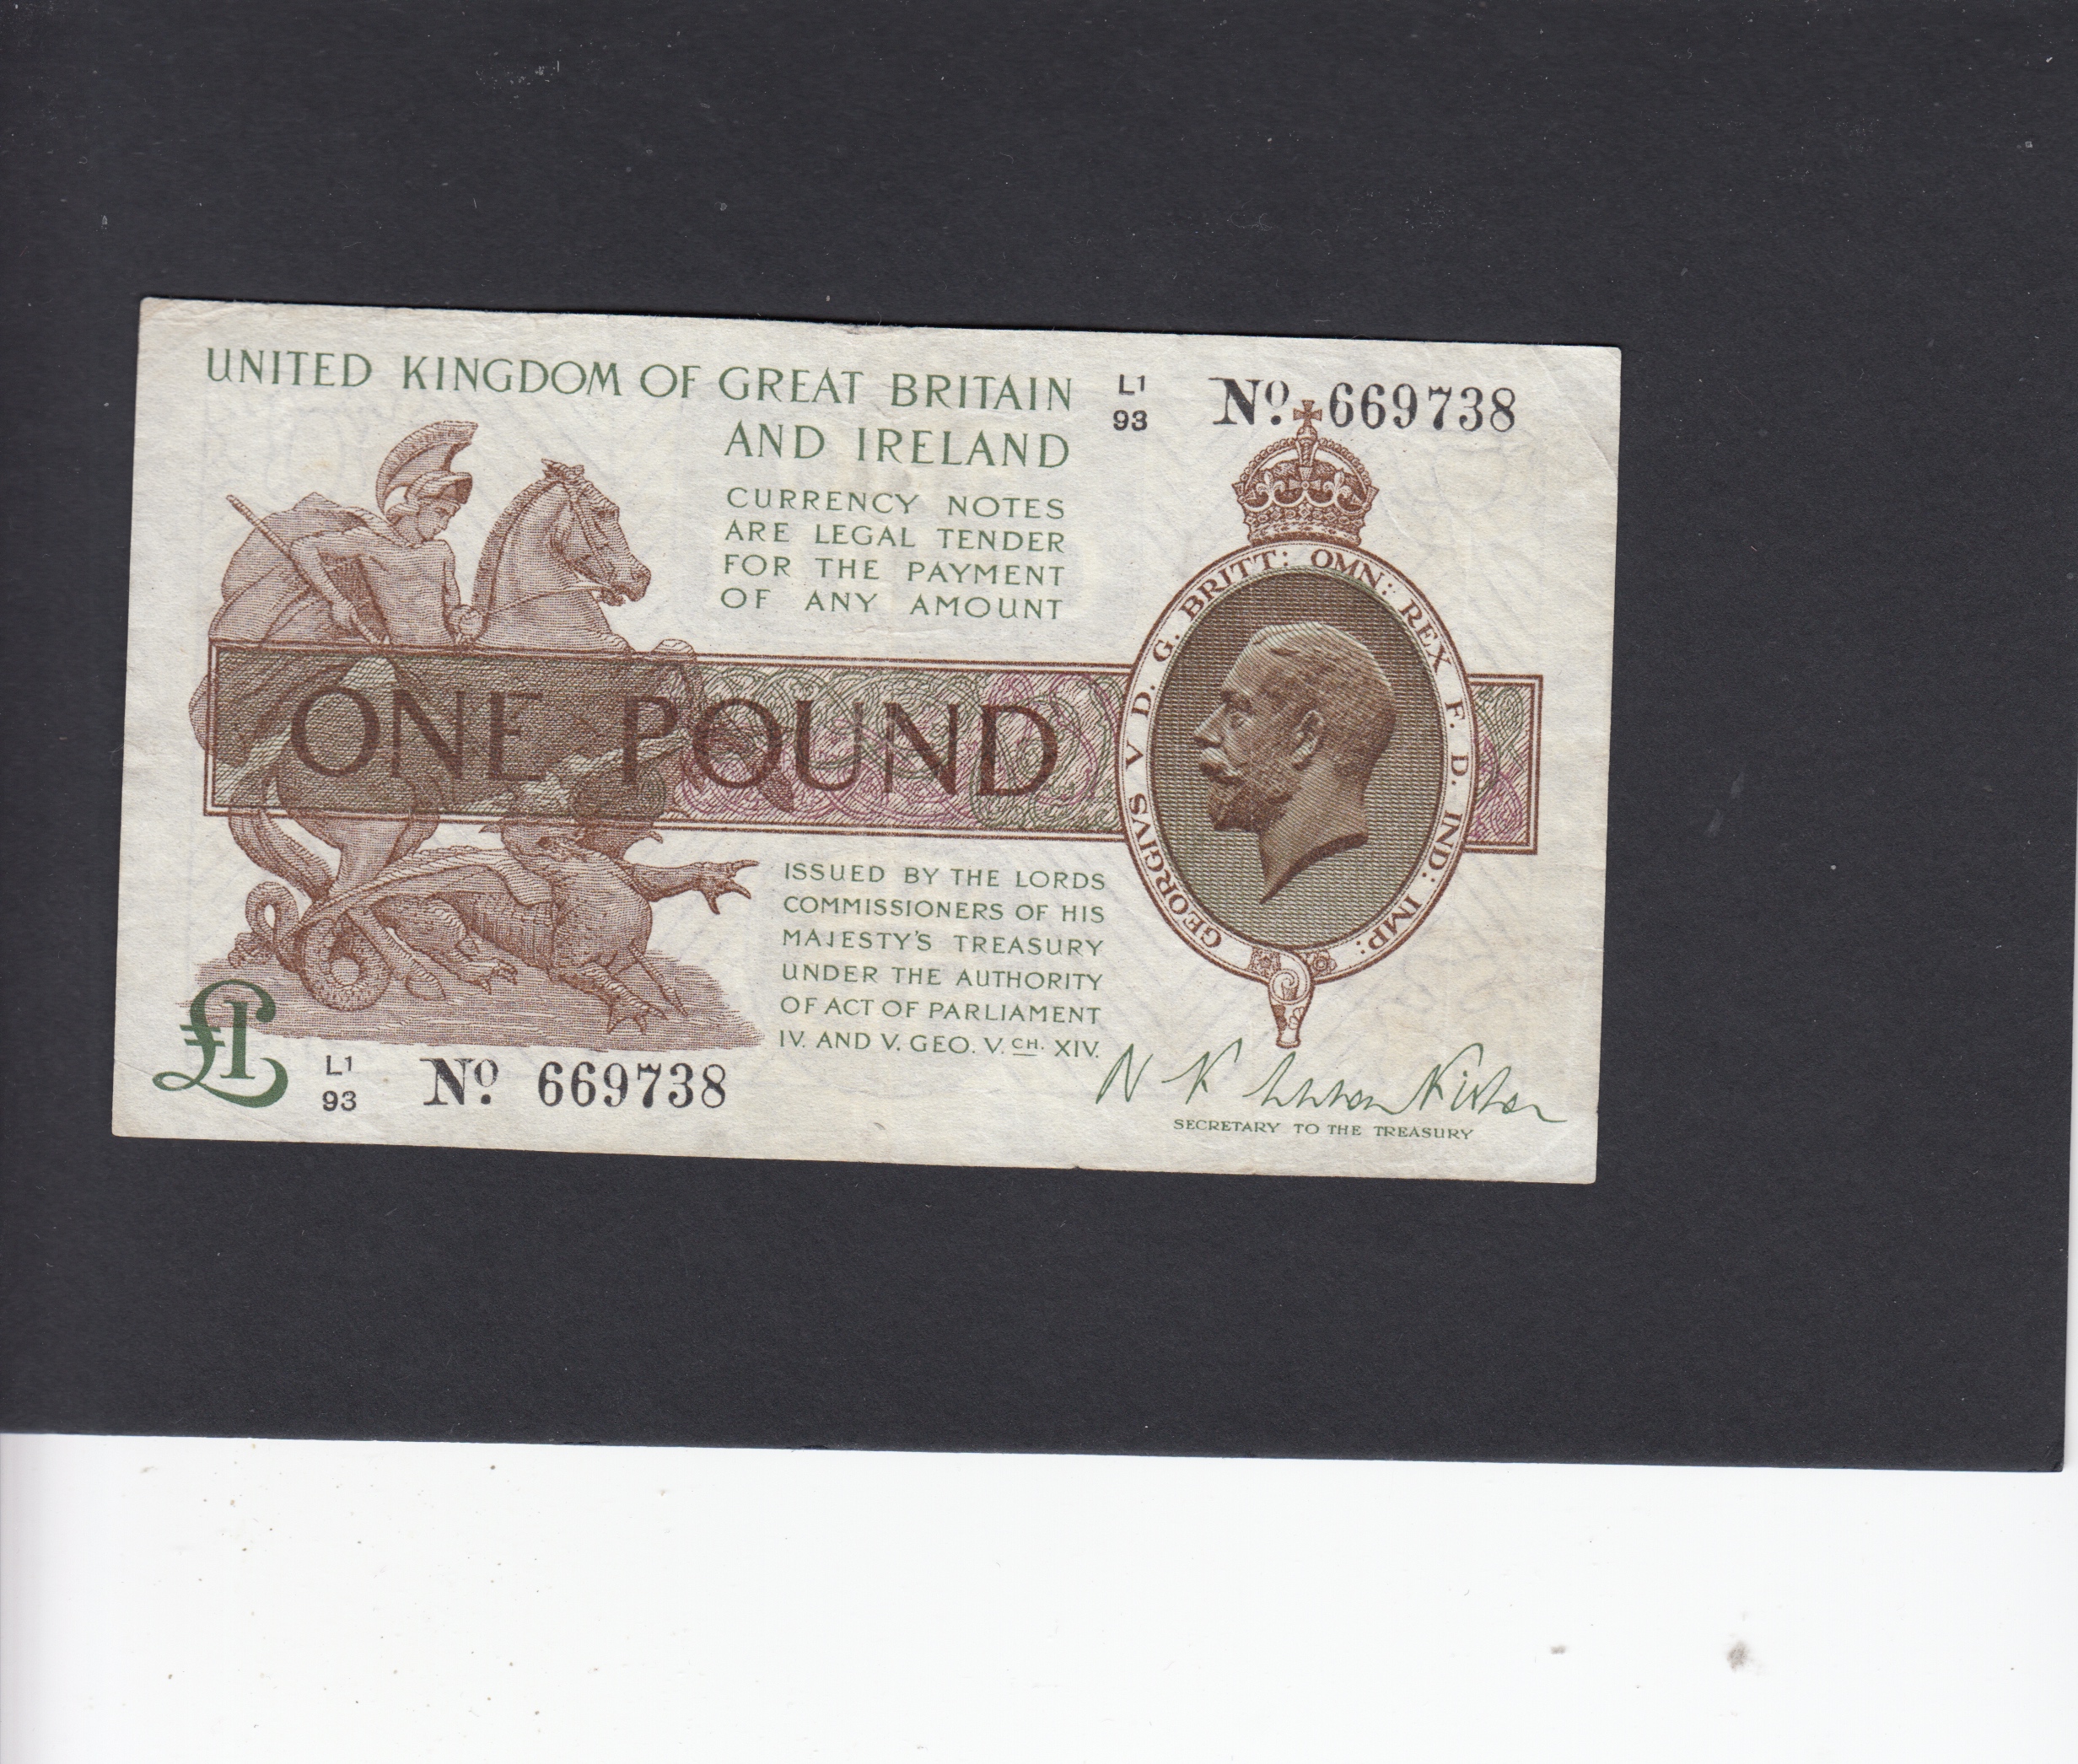 UNITED KINGDOM OF GREAT BRITAIN
AND IRELAND
L1
93
Nº 669738
CURRENCY NOTES
ARE LEGAL TENDER
FOR THE PAYMENT
OF ANY AMOUNT
ONE POUND
GEORGIVS V D. G. BRITT: OMN: REX F. D. IND: IMP:
ISSUED BY THE LORDS
COMMISSIONERS OF HIS
MAJESTY'S TREASURY
UNDER THE AUTHORITY
OF ACT OF PARLIAMENT
IV. AND V. GEO. V. CH. XIV.
£1
L1
93
Nº 669738
N F Warren Fisher
SECRETARY TO THE TREASURY